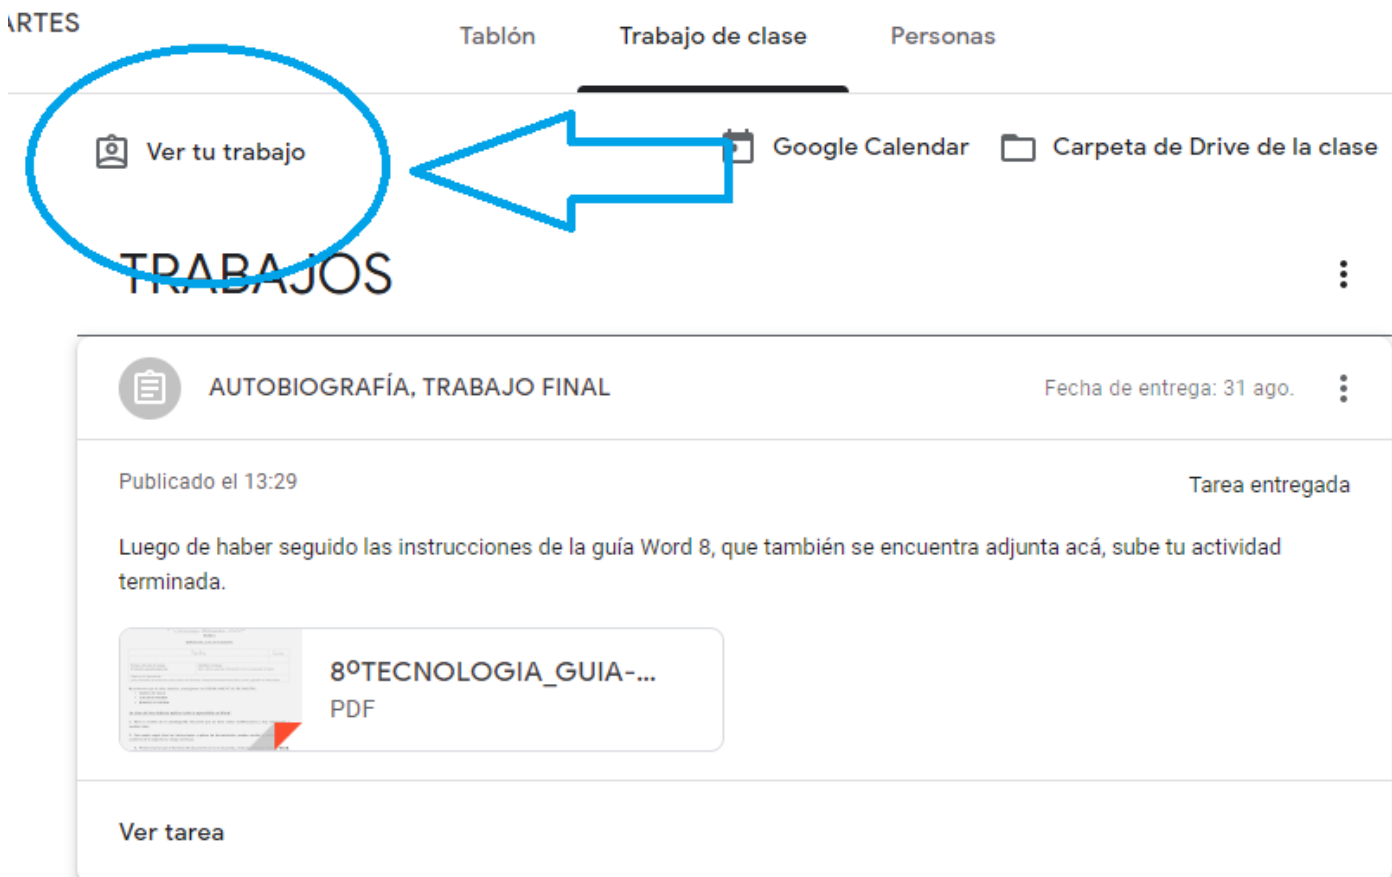 ARTES
Tablón Trabajo de clase Personas
Ver tu trabajo Google Calendar Carpeta de Drive de la clase
TRABAJOS
AUTOBIOGRAFÍA, TRABAJO FINAL Fecha de entrega: 31 ago.
Publicado el 13:29 Tarea entregada
Luego de haber seguido las instrucciones de la guía Word 8, que también se encuentra adjunta acá, sube tu actividad
terminada.
8ºTECNOLOGIA_GUIA-...
PDF
Ver tarea